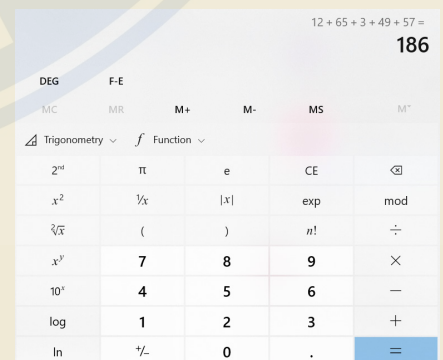 12 + 65 + 3 + 49 + 57 =
186
DEG F-E
MC MR M+ M- MS M˅
Trigonometry f Function
2ⁿᵈ π e CE
x² ¹/x |x| exp mod
²√x ( ) n! ÷
xʸ 7 8 9 ×
10ˣ 4 5 6 −
log 1 2 3 +
ln +/− 0 . =